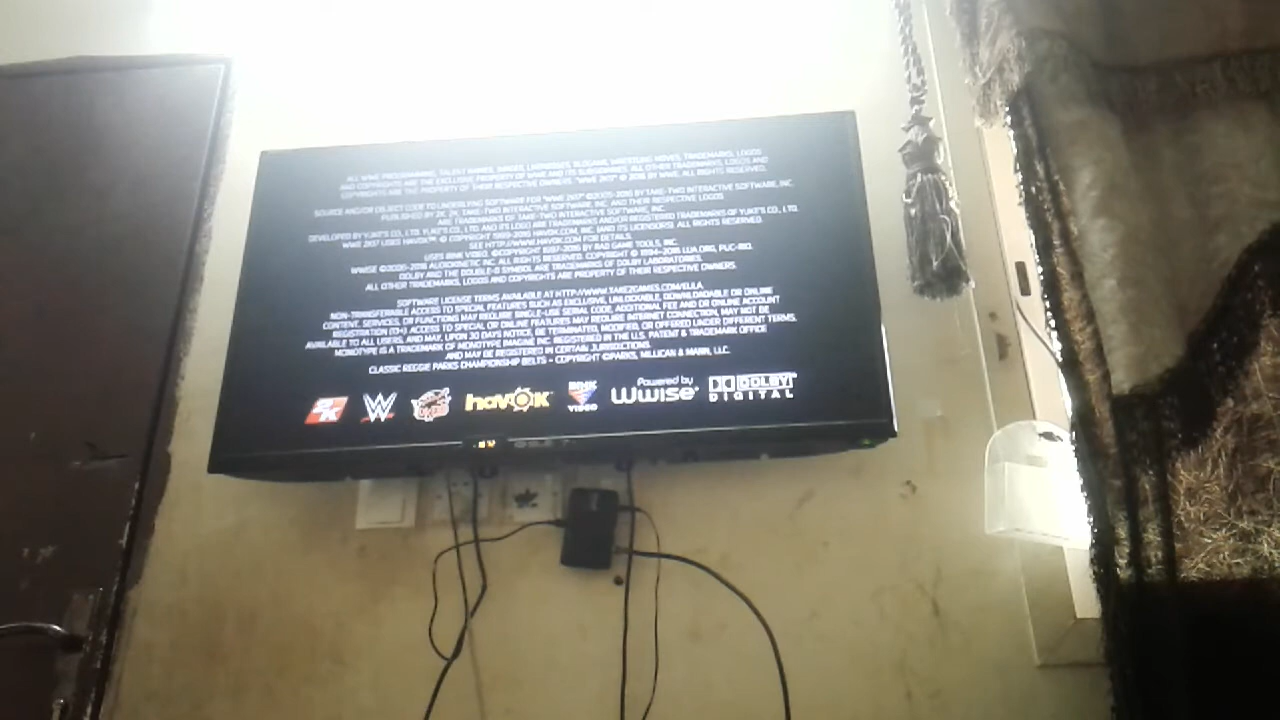 ALL WWE PROGRAMMING, TALENT NAMES, IMAGES, LIKENESSES, SLOGANS, WRESTLING MOVES, TRADEMARKS, LOGOS
AND COPYRIGHTS ARE THE EXCLUSIVE PROPERTY OF WWE AND ITS SUBSIDIARIES. ALL OTHER TRADEMARKS, LOGOS AND
COPYRIGHTS ARE THE PROPERTY OF THEIR RESPECTIVE OWNERS. "WWE 2K17" © 2016 BY WWE. ALL RIGHTS RESERVED.
SOURCE AND/OR OBJECT CODE TO UNDERLYING SOFTWARE FOR "WWE 2K17" ©2005-2016 BY TAKE-TWO INTERACTIVE SOFTWARE, INC.
PUBLISHED BY 2K. 2K, TAKE-TWO INTERACTIVE SOFTWARE, INC. AND THEIR RESPECTIVE LOGOS
ARE TRADEMARKS OF TAKE-TWO INTERACTIVE SOFTWARE, INC.
DEVELOPED BY YUKE'S CO., LTD. YUKE'S CO., LTD. AND ITS LOGO ARE TRADEMARKS AND/OR REGISTERED TRADEMARKS OF YUKE'S CO., LTD.
WWE 2K17 USES HAVOK™. © COPYRIGHT 1999-2016 HAVOK.COM, INC. (AND ITS LICENSORS). ALL RIGHTS RESERVED.
SEE HTTP://WWW.HAVOK.COM FOR DETAILS.
USES BINK VIDEO. ©COPYRIGHT 1997-2016 BY RAD GAME TOOLS, INC.
WWISE ©2006-2016 AUDIOKINETIC INC. ALL RIGHTS RESERVED. COPYRIGHT © 1994-2016 LUA.ORG, PUC-RIO.
DOLBY AND THE DOUBLE-D SYMBOL ARE TRADEMARKS OF DOLBY LABORATORIES.
ALL OTHER TRADEMARKS, LOGOS AND COPYRIGHTS ARE PROPERTY OF THEIR RESPECTIVE OWNERS.
SOFTWARE LICENSE TERMS AVAILABLE AT HTTP://WWW.TAKE2GAMES.COM/EULA.
NON-TRANSFERABLE ACCESS TO SPECIAL FEATURES SUCH AS EXCLUSIVE, UNLOCKABLE, DOWNLOADABLE OR ONLINE
CONTENT, SERVICES, OR FUNCTIONS MAY REQUIRE SINGLE-USE SERIAL CODE, ADDITIONAL FEE AND/OR ONLINE ACCOUNT
REGISTRATION (13+). ACCESS TO SPECIAL OR ONLINE FEATURES MAY REQUIRE INTERNET CONNECTION, MAY NOT BE
AVAILABLE TO ALL USERS, AND MAY, UPON 30 DAYS NOTICE, BE TERMINATED, MODIFIED, OR OFFERED UNDER DIFFERENT TERMS.
MONOTYPE IS A TRADEMARK OF MONOTYPE IMAGING INC. REGISTERED IN THE U.S. PATENT & TRADEMARK OFFICE
AND MAY BE REGISTERED IN CERTAIN JURISDICTIONS.
CLASSIC REGGIE PARKS CHAMPIONSHIP BELTS - COPYRIGHT ©PARKS, MILLICAN & MANN, LLC.
2K W havok BINK VIDEO Powered by Wwise DOLBY DIGITAL